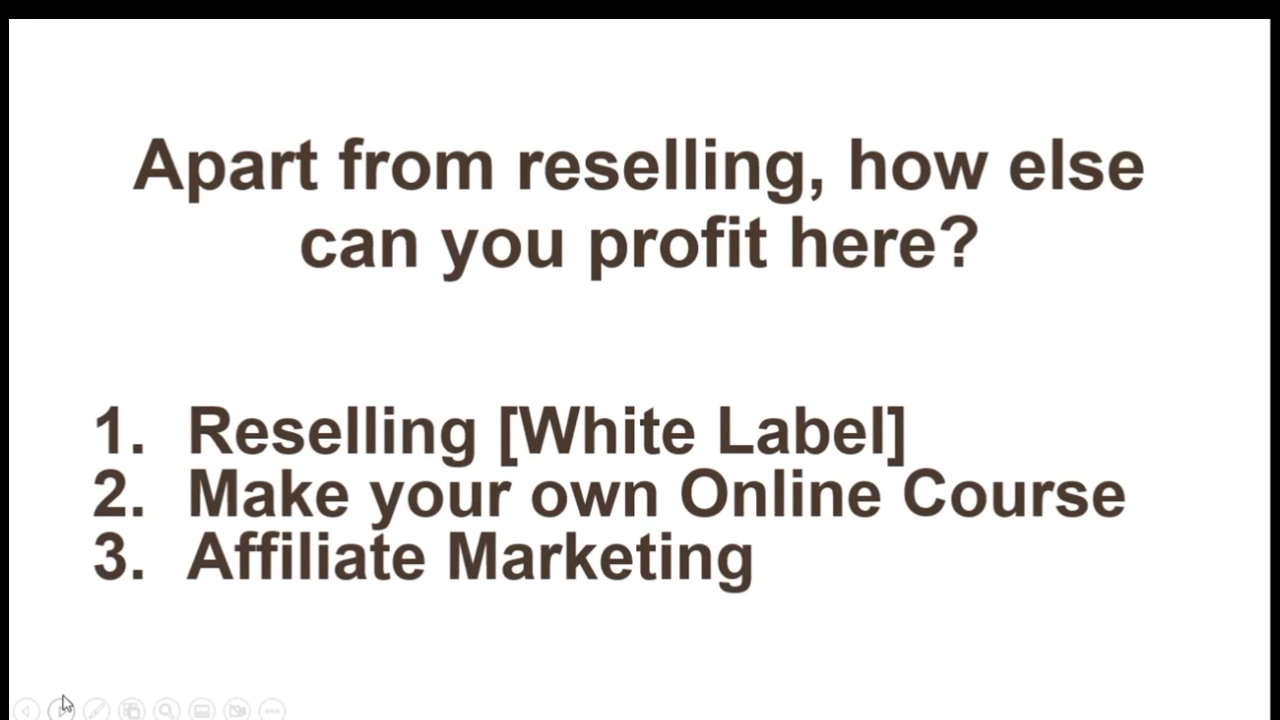 Apart from reselling, how else
can you profit here?
1. Reselling [White Label]
2. Make your own Online Course
3. Affiliate Marketing